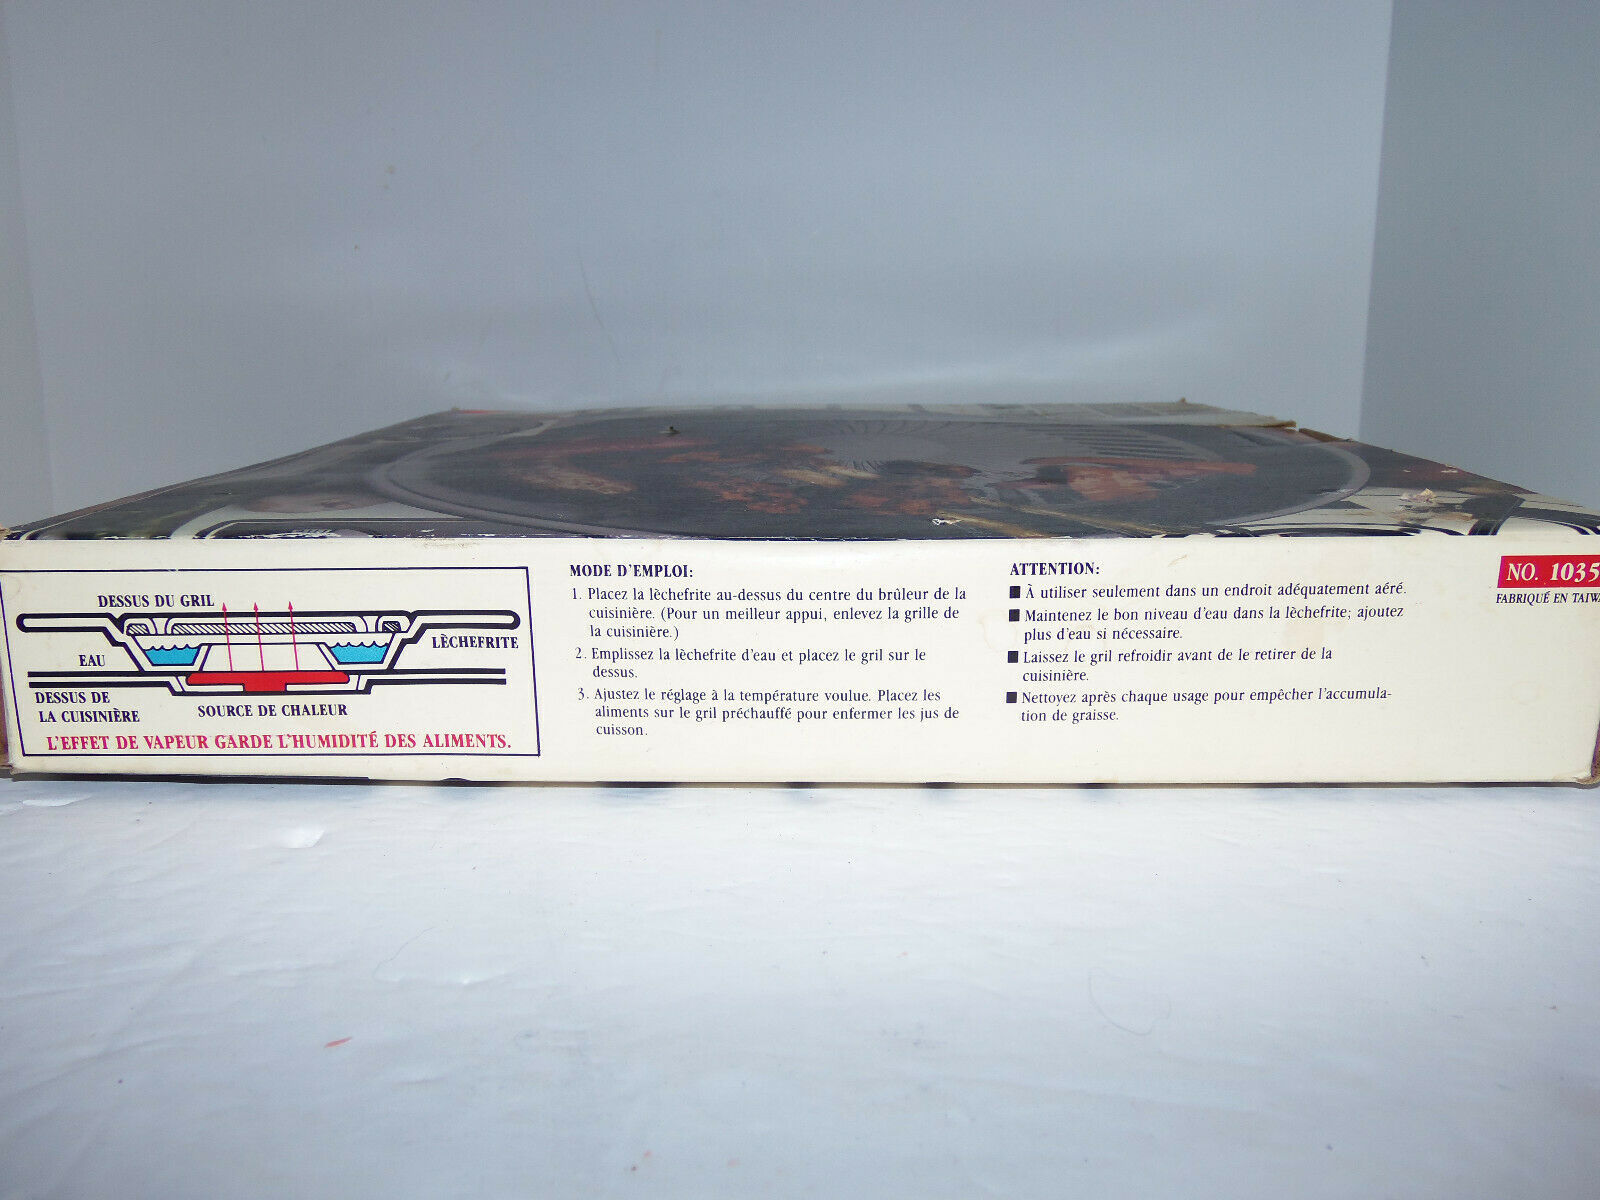 DESSUS DU GRIL
LÈCHEFRITE
EAU
DESSUS DE
LA CUISINIÈRE
SOURCE DE CHALEUR
L'EFFET DE VAPEUR GARDE L'HUMIDITÉ DES ALIMENTS.
MODE D'EMPLOI:
1. Placez la lèchefrite au-dessus du centre du brûleur de la
cuisinière. (Pour un meilleur appui, enlevez la grille de
la cuisinière.)
2. Emplissez la lèchefrite d'eau et placez le gril sur le
dessus.
3. Ajustez le réglage à la température voulue. Placez les
aliments sur le gril préchauffé pour enfermer les jus de
cuisson.
ATTENTION:
■ À utiliser seulement dans un endroit adéquatement aéré.
■ Maintenez le bon niveau d'eau dans la lèchefrite; ajoutez
plus d'eau si nécessaire.
■ Laissez le gril refroidir avant de le retirer de la
cuisinière.
■ Nettoyez après chaque usage pour empêcher l'accumula-
tion de graisse.
NO. 1035
FABRIQUÉ EN TAIW